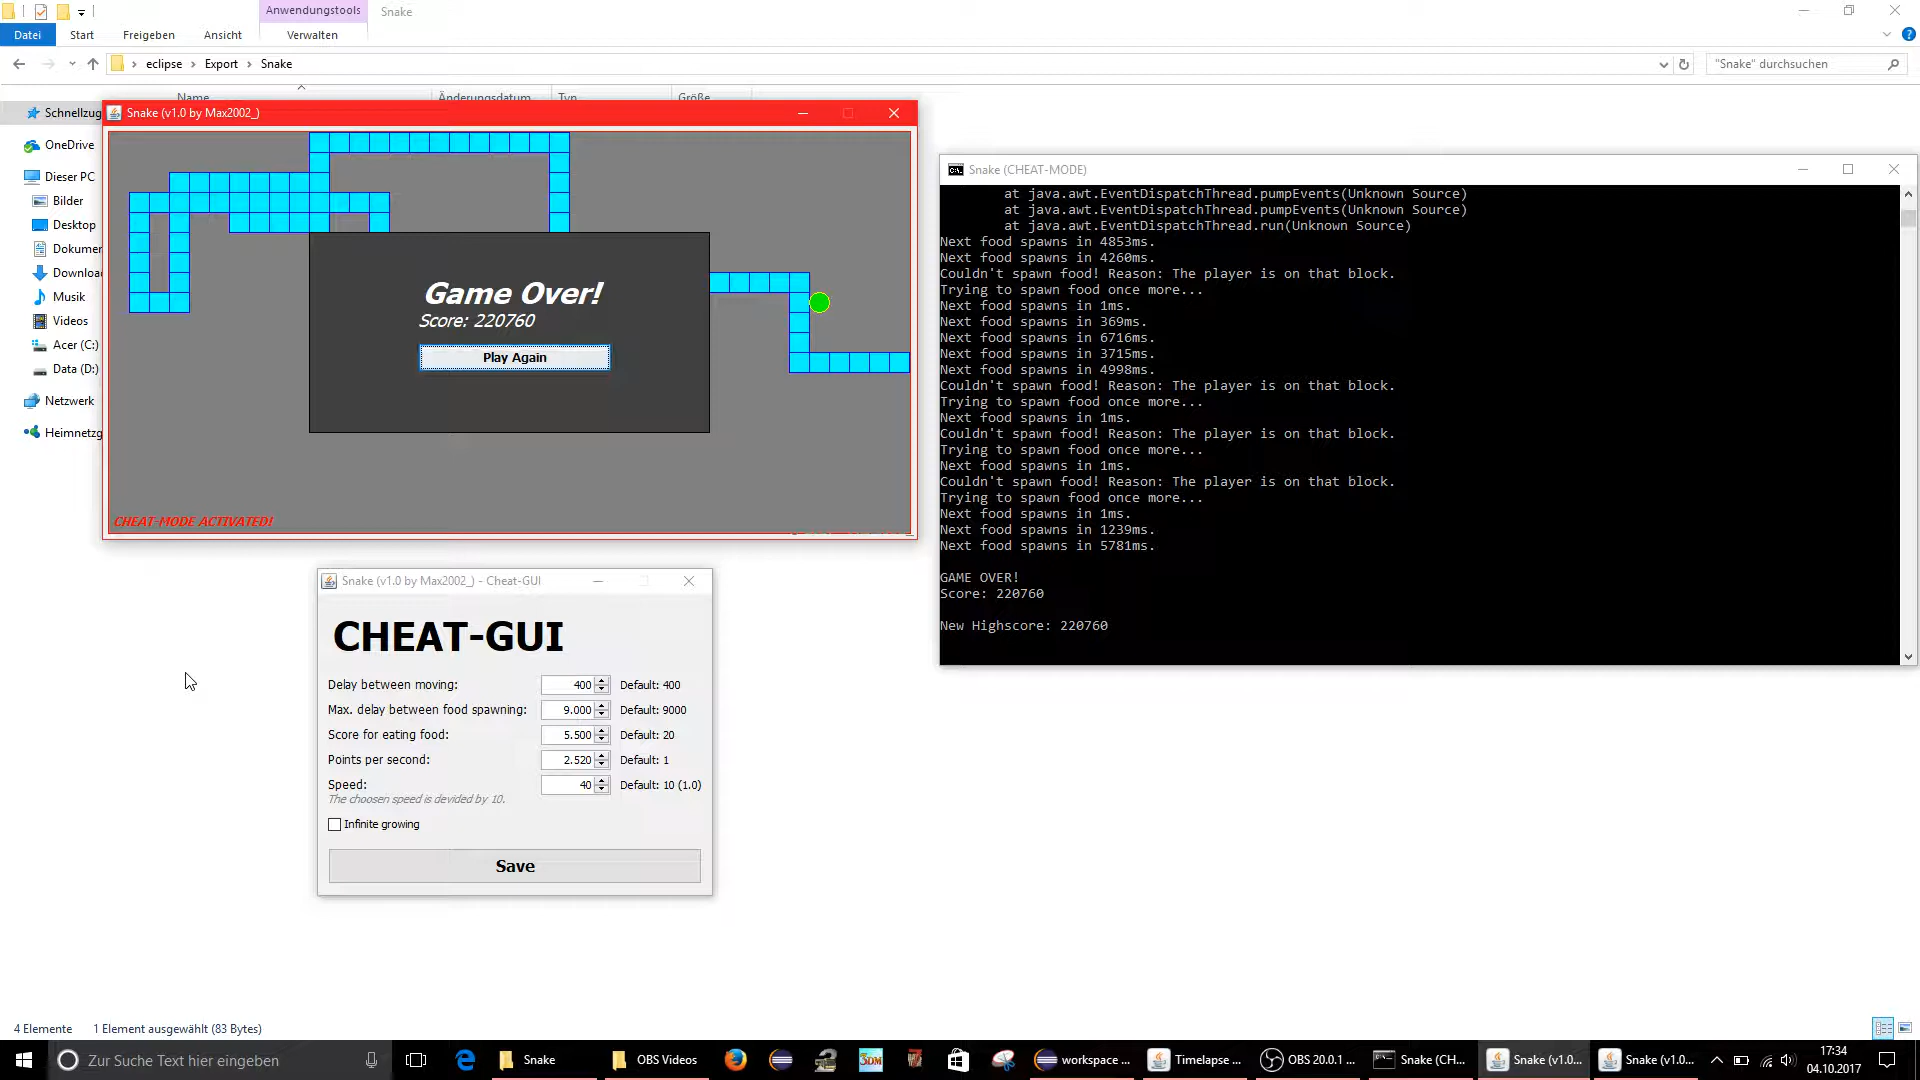 Anwendungstools
Snake
Datei
Start
Freigeben
Ansicht
Verwalten
eclipse
Export
Snake
"Snake" durchsuchen
Name
Änderungsdatum
Typ
Größe
Schnellzug
OneDrive
Dieser PC
Bilder
Desktop
Dokumen
Downloa
Musik
Videos
Acer (C:)
Data (D:)
Netzwerk
Heimnetzg
Snake (v1.0 by Max2002_)
Game Over!
Score: 220760
Play Again
CHEAT-MODE ACTIVATED!
Snake (v1.0 by Max2002_) - Cheat-GUI
CHEAT-GUI
Delay between moving: 400 Default: 400
Max. delay between food spawning: 9.000 Default: 9000
Score for eating food: 5.500 Default: 20
Points per second: 2.520 Default: 1
Speed: 40 Default: 10 (1.0)
The choosen speed is devided by 10.
Infinite growing
Save
Snake (CHEAT-MODE)
at java.awt.EventDispatchThread.pumpEvents(Unknown Source)
at java.awt.EventDispatchThread.pumpEvents(Unknown Source)
at java.awt.EventDispatchThread.run(Unknown Source)
Next food spawns in 4853ms.
Next food spawns in 4260ms.
Couldn't spawn food! Reason: The player is on that block.
Trying to spawn food once more...
Next food spawns in 1ms.
Next food spawns in 369ms.
Next food spawns in 6716ms.
Next food spawns in 3715ms.
Next food spawns in 4998ms.
Couldn't spawn food! Reason: The player is on that block.
Trying to spawn food once more...
Next food spawns in 1ms.
Couldn't spawn food! Reason: The player is on that block.
Trying to spawn food once more...
Next food spawns in 1ms.
Couldn't spawn food! Reason: The player is on that block.
Trying to spawn food once more...
Next food spawns in 1ms.
Next food spawns in 1239ms.
Next food spawns in 5781ms.
GAME OVER!
Score: 220760
New Highscore: 220760
4 Elemente
1 Element ausgewählt (83 Bytes)
Zur Suche Text hier eingeben
Snake
OBS Videos
workspace ...
Timelapse ...
OBS 20.0.1 ...
Snake (CH...
Snake (v1.0...
Snake (v1.0...
17:34
04.10.2017